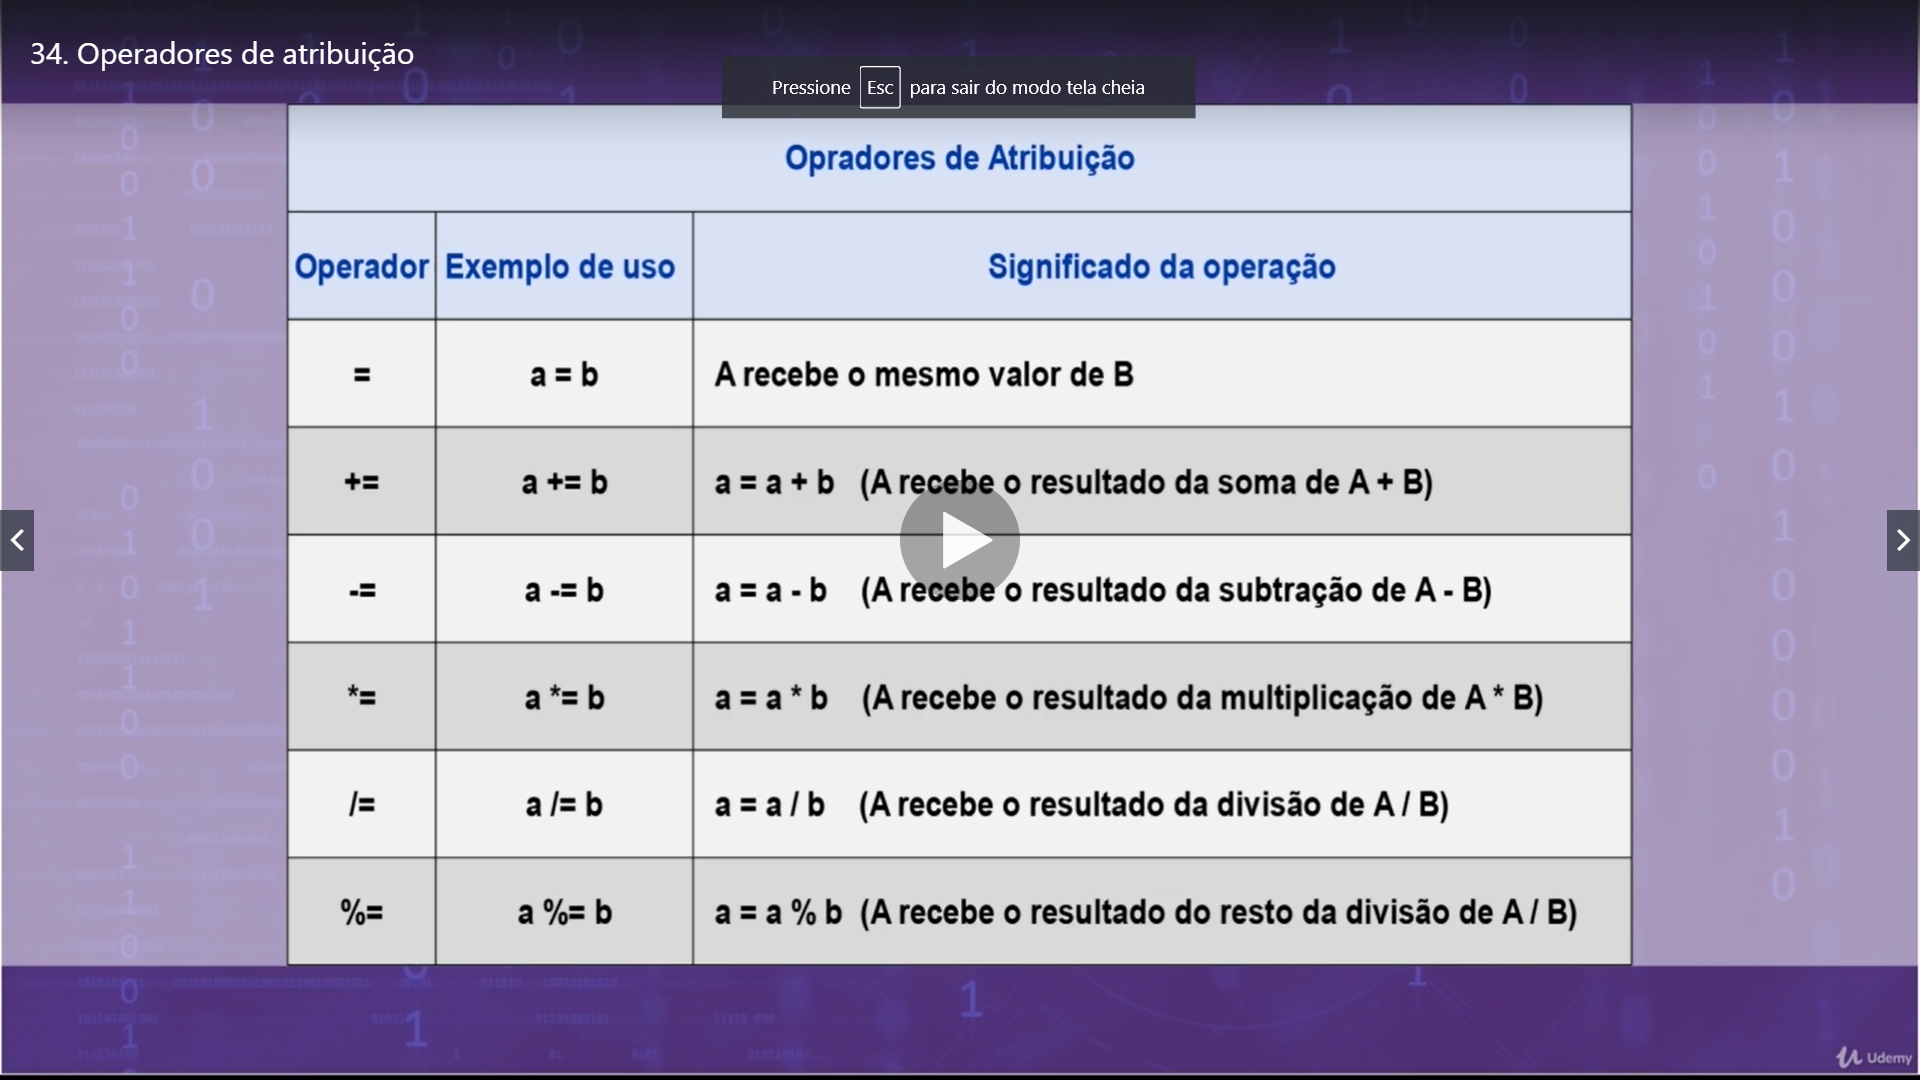 34. Operadores de atribuição
Pressione Esc para sair do modo tela cheia
Opradores de Atribuição
Operador Exemplo de uso Significado da operação
= a = b A recebe o mesmo valor de B
+= a += b a = a + b (A recebe o resultado da soma de A + B)
-= a -= b a = a - b (A recebe o resultado da subtração de A - B)
*= a *= b a = a * b (A recebe o resultado da multiplicação de A * B)
/= a /= b a = a / b (A recebe o resultado da divisão de A / B)
%= a %= b a = a % b (A recebe o resultado do resto da divisão de A / B)
Udemy